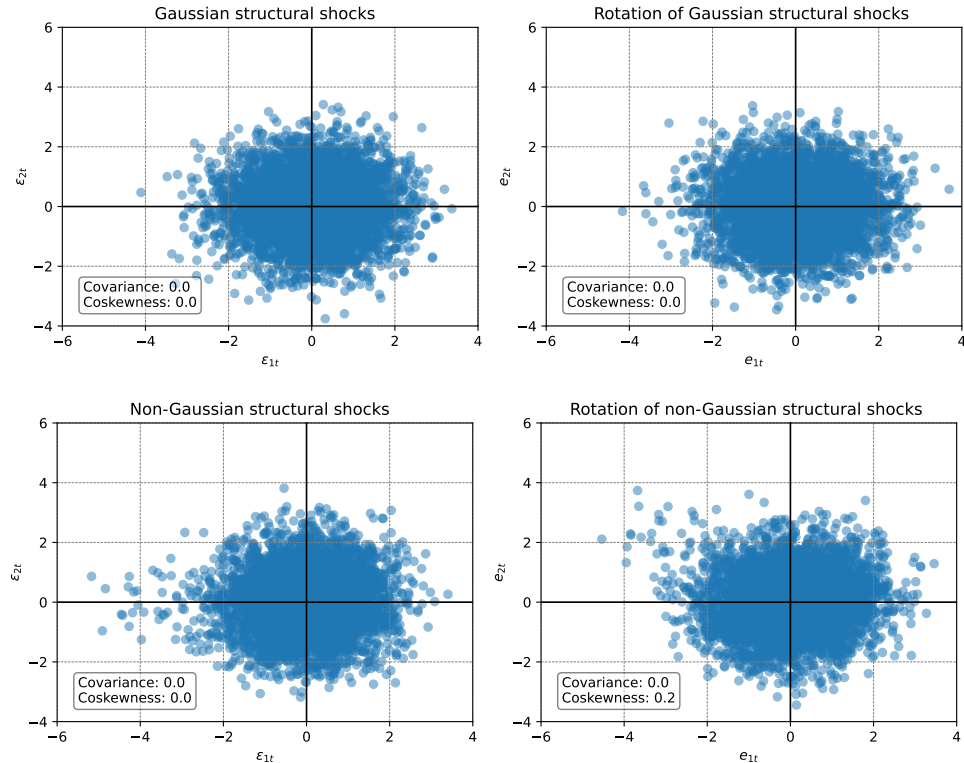 Gaussian structural shocks
6
4
2
0
−2
−4
ε2t
Covariance: 0.0
Coskewness: 0.0
−6
−4
−2
0
2
4
ε1t
Rotation of Gaussian structural shocks
6
4
2
0
−2
−4
e2t
Covariance: 0.0
Coskewness: 0.0
−6
−4
−2
0
2
4
e1t
Non-Gaussian structural shocks
6
4
2
0
−2
−4
ε2t
Covariance: 0.0
Coskewness: 0.0
−6
−4
−2
0
2
4
ε1t
Rotation of non-Gaussian structural shocks
6
4
2
0
−2
−4
e2t
Covariance: 0.0
Coskewness: 0.2
−6
−4
−2
0
2
4
e1t